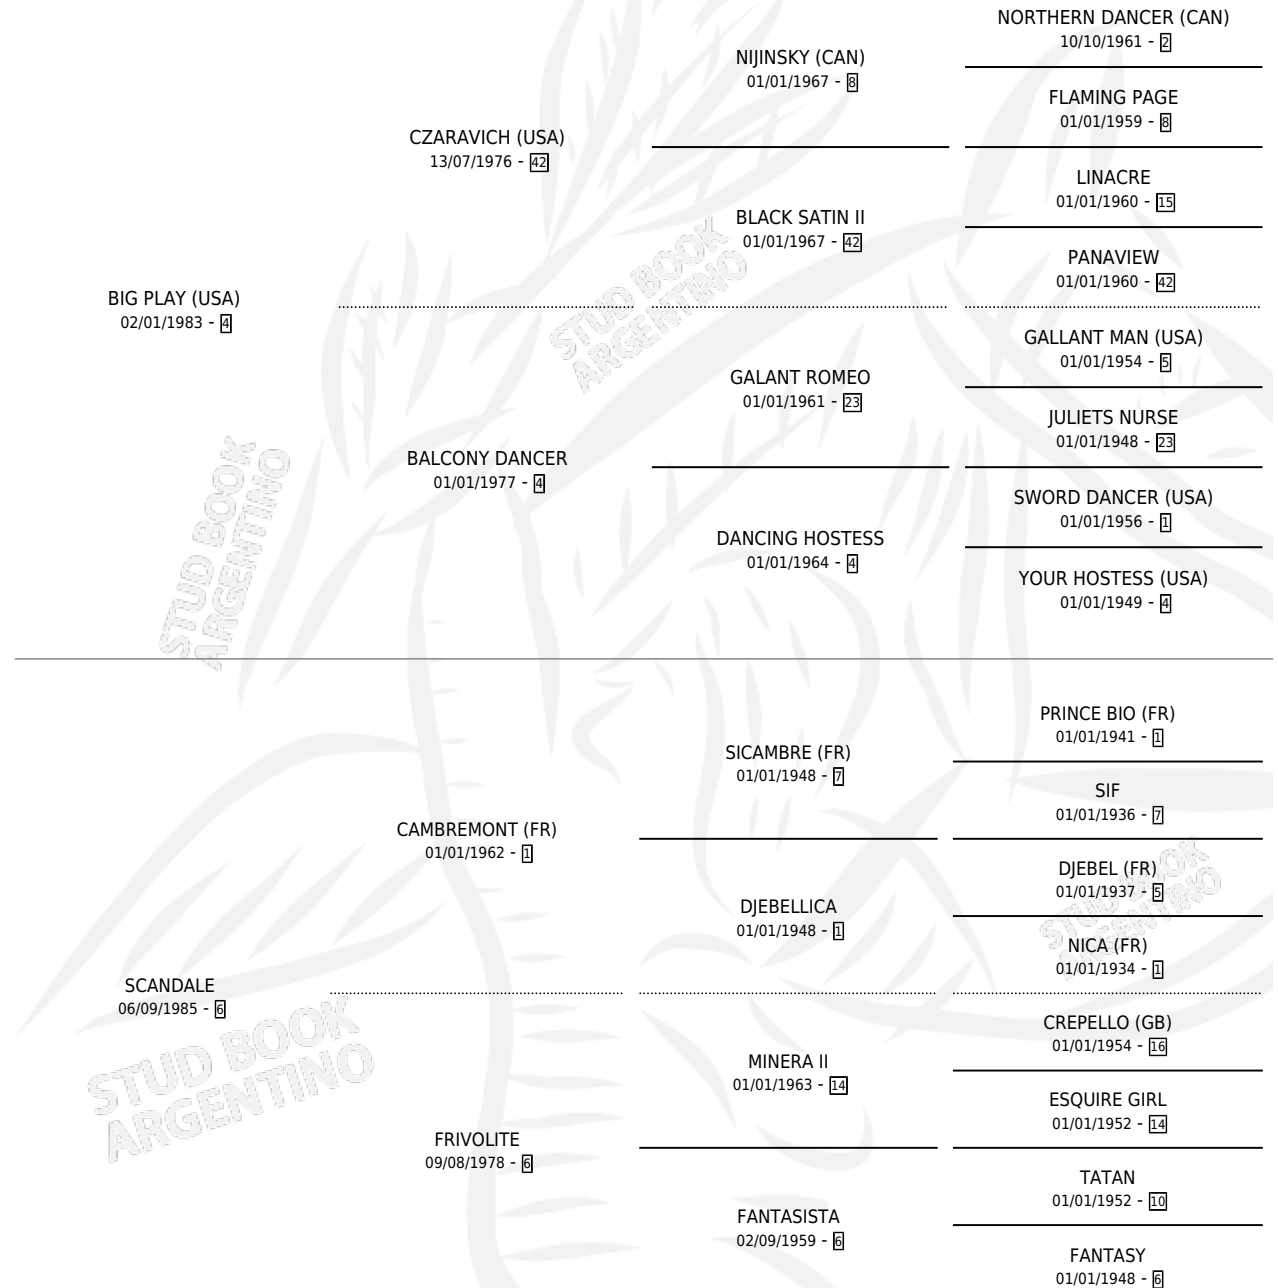 NORTHERN DANCER (CAN)
10/10/1961 - 2
NIJINSKY (CAN)
01/01/1967 - 8
FLAMING PAGE
01/01/1959 - 8
CZARAVICH (USA)
13/07/1976 - 42
LINACRE
01/01/1960 - 15
BLACK SATIN II
01/01/1967 - 42
PANAVIEW
01/01/1960 - 42
BIG PLAY (USA)
02/01/1983 - 4
GALLANT MAN (USA)
01/01/1954 - 5
GALANT ROMEO
01/01/1961 - 23
JULIETS NURSE
01/01/1948 - 23
BALCONY DANCER
01/01/1977 - 4
SWORD DANCER (USA)
01/01/1956 - 1
DANCING HOSTESS
01/01/1964 - 4
YOUR HOSTESS (USA)
01/01/1949 - 4
STUD BOOK
ARGENTINO
STUD BOOK
ARGENTINO
PRINCE BIO (FR)
01/01/1941 - 1
SICAMBRE (FR)
01/01/1948 - 7
SIF
01/01/1936 - 7
CAMBREMONT (FR)
01/01/1962 - 1
DJEBEL (FR)
01/01/1937 - 5
DJEBELLICA
01/01/1948 - 1
NICA (FR)
01/01/1934 - 1
SCANDALE
06/09/1985 - 6
CREPELLO (GB)
01/01/1954 - 16
MINERA II
01/01/1963 - 14
ESQUIRE GIRL
01/01/1952 - 14
FRIVOLITE
09/08/1978 - 6
TATAN
01/01/1952 - 10
FANTASISTA
02/09/1959 - 6
FANTASY
01/01/1948 - 6
STUD BOOK
ARGENTINO
STUD BOOK
ARGENTINO